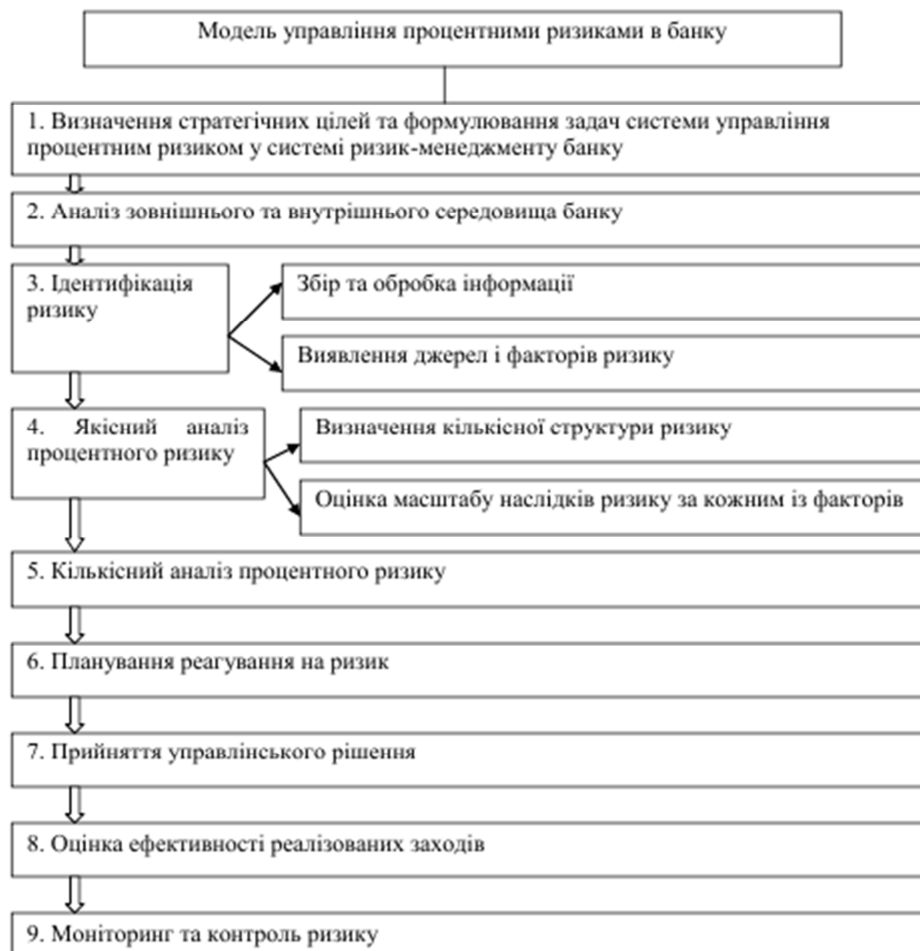 Модель управління процентними ризиками в банку
1. Визначення стратегічних цілей та формулювання задач системи управління
процентним ризиком у системі ризик-менеджменту банку
2. Аналіз зовнішнього та внутрішнього середовища банку
3. Ідентифікація
ризику
Збір та обробка інформації
Виявлення джерел і факторів ризику
4. Якісний аналіз
процентного ризику
Визначення кількісної структури ризику
Оцінка масштабу наслідків ризику за кожним із факторів
5. Кількісний аналіз процентного ризику
6. Планування реагування на ризик
7. Прийняття управлінського рішення
8. Оцінка ефективності реалізованих заходів
9. Моніторинг та контроль ризику